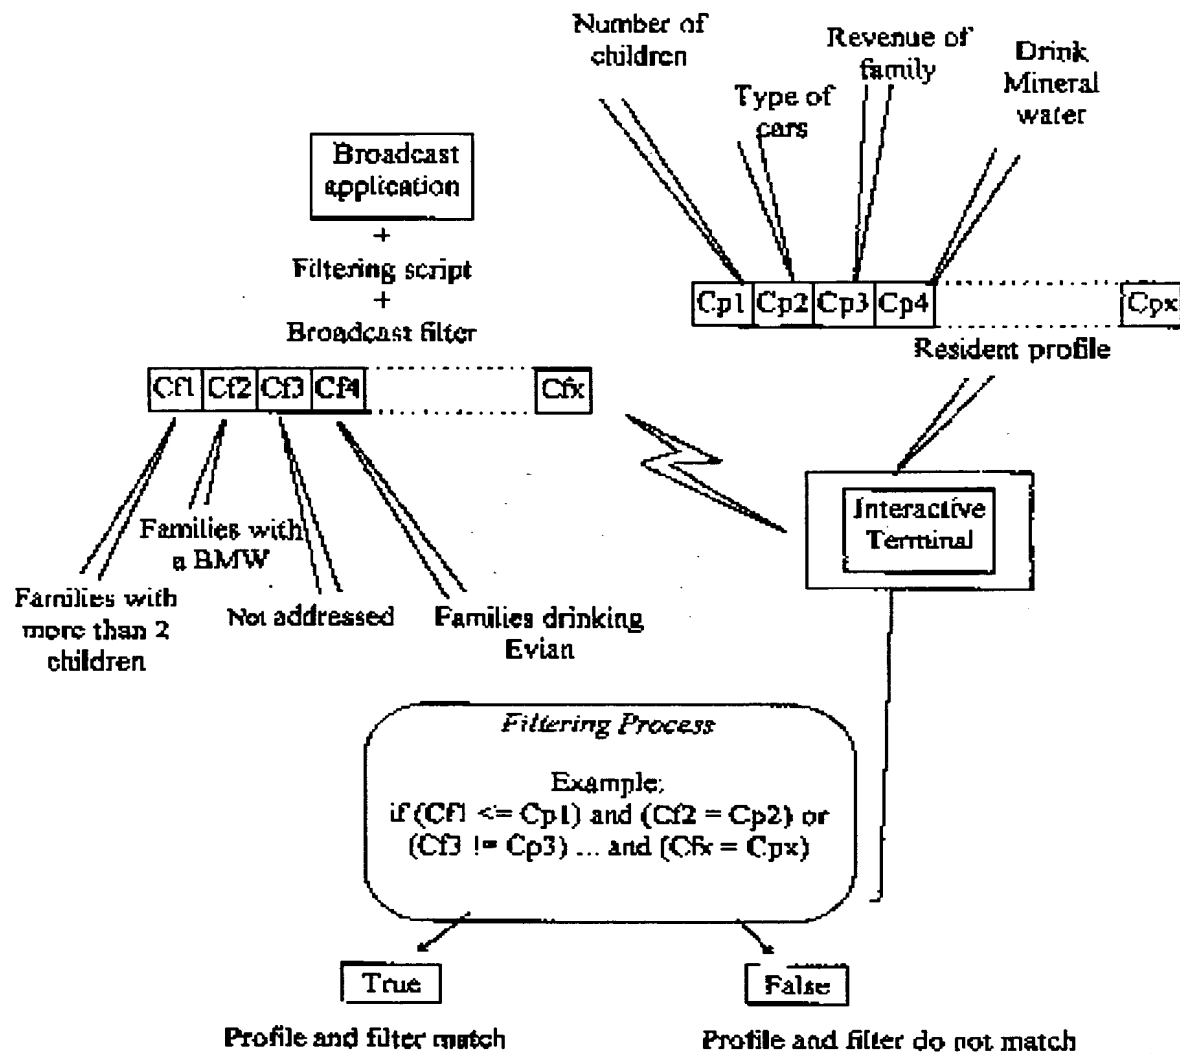 Number of
children
Revenue of
family
Drink
Mineral
water
Type of
cars
Broadcast
application
+
Filtering script
+
Broadcast filter
Cp1 Cp2 Cp3 Cp4 Cpx
Resident profile
Cf1 Cf2 Cf3 Cf4 Cfx
Interactive
Terminal
Families with
a BMW
Families with
more than 2
children
Not addressed
Families drinking
Evian
Filtering Process
Example:
if (Cf1 <= Cp1) and (Cf2 = Cp2) or
(Cf3 != Cp3) ... and (Cfx = Cpx)
True
False
Profile and filter match
Profile and filter do not match